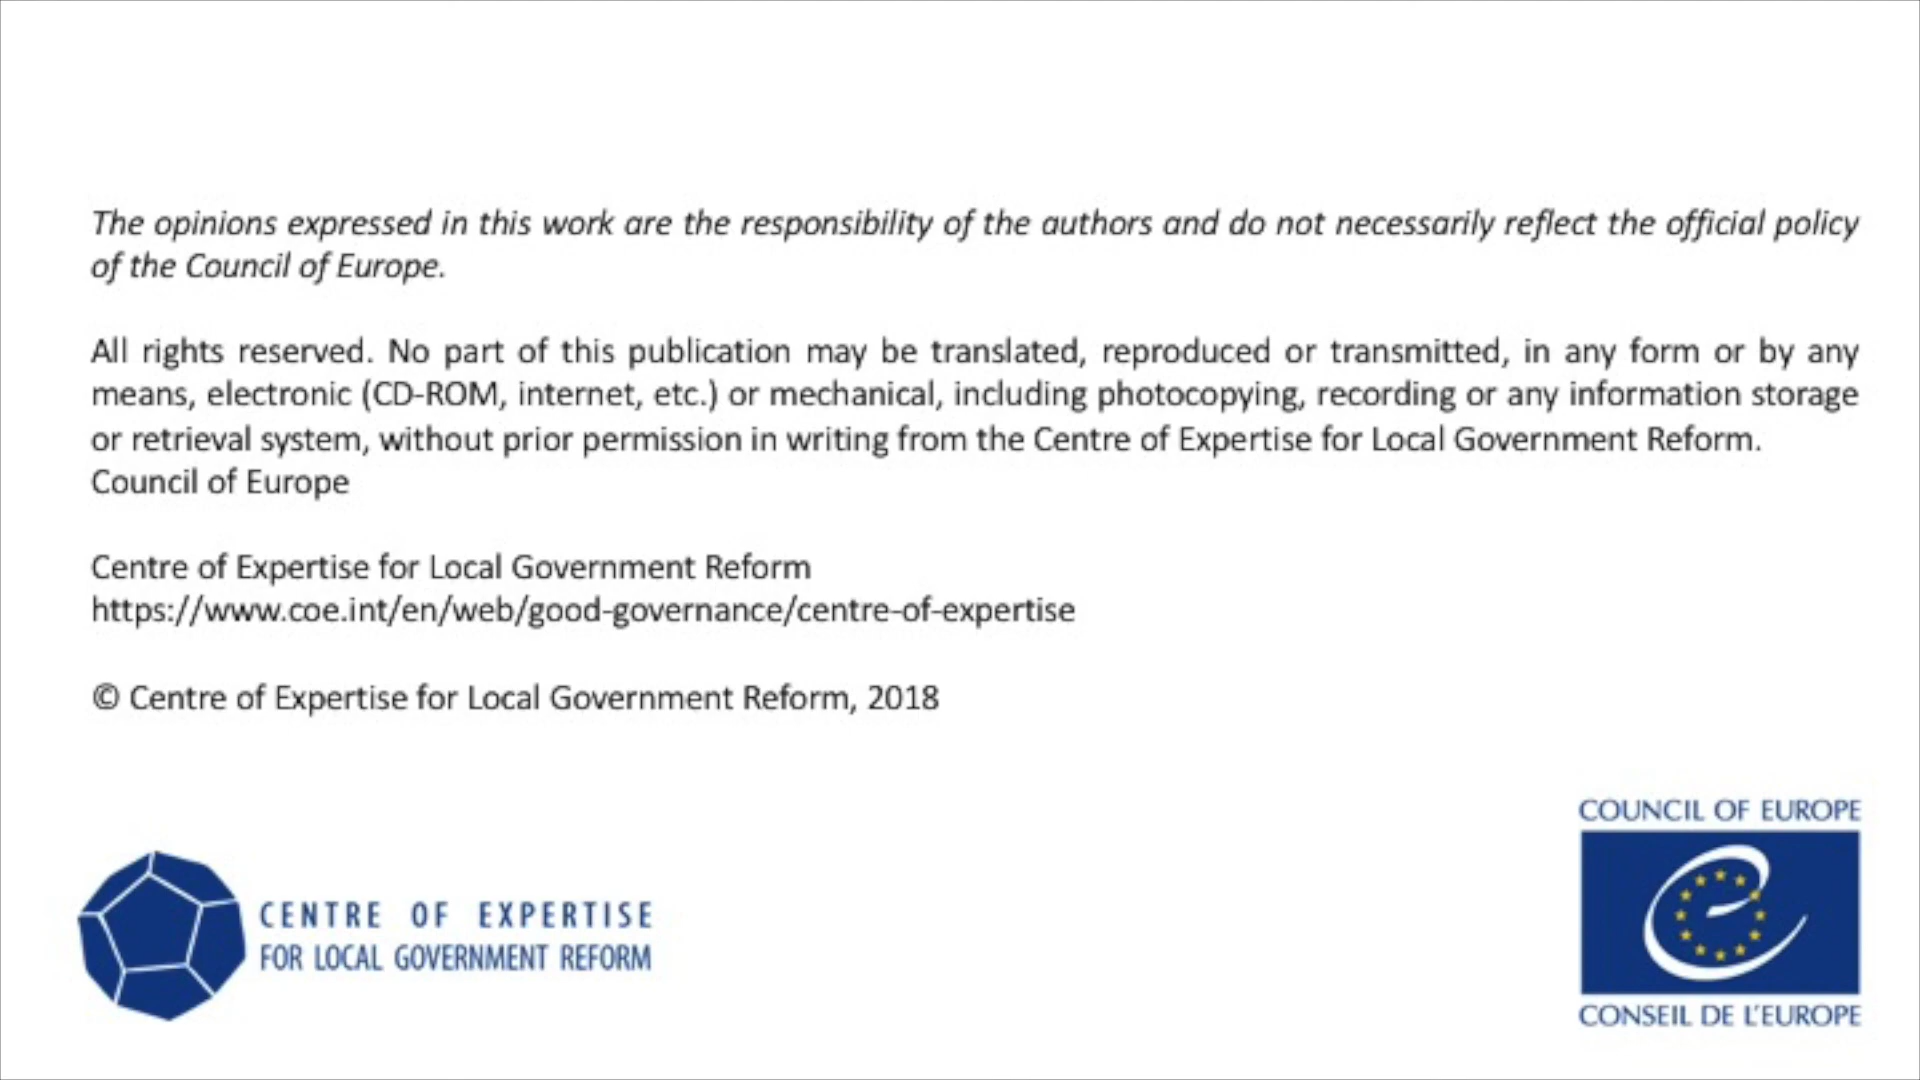 The opinions expressed in this work are the responsibility of the authors and do not necessarily reflect the official policy
of the Council of Europe.
All rights reserved. No part of this publication may be translated, reproduced or transmitted, in any form or by any
means, electronic (CD-ROM, internet, etc.) or mechanical, including photocopying, recording or any information storage
or retrieval system, without prior permission in writing from the Centre of Expertise for Local Government Reform.
Council of Europe
Centre of Expertise for Local Government Reform
https://www.coe.int/en/web/good-governance/centre-of-expertise
© Centre of Expertise for Local Government Reform, 2018
CENTRE OF EXPERTISE
FOR LOCAL GOVERNMENT REFORM
COUNCIL OF EUROPE
CONSEIL DE L'EUROPE